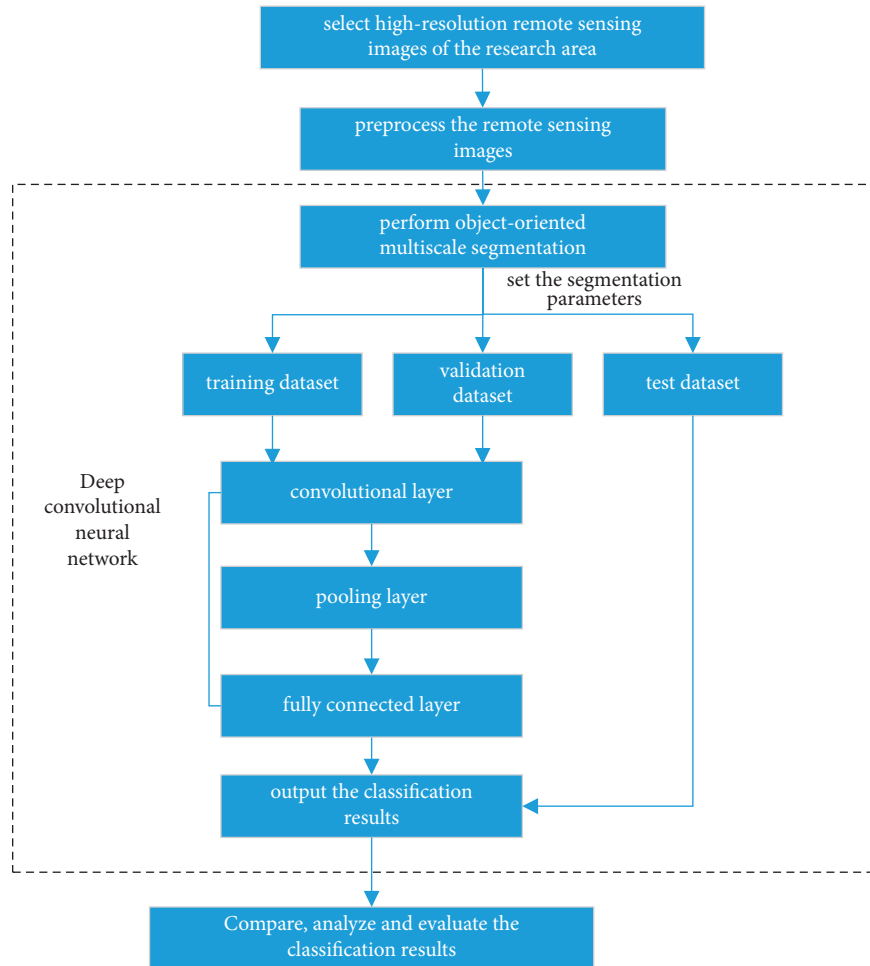 select high-resolution remote sensing
images of the research area
preprocess the remote sensing
images
perform object-oriented
multiscale segmentation
set the segmentation
parameters
training dataset
validation
dataset
test dataset
Deep
convolutional
neural
network
convolutional layer
pooling layer
fully connected layer
output the classification
results
Compare, analyze and evaluate the
classification results